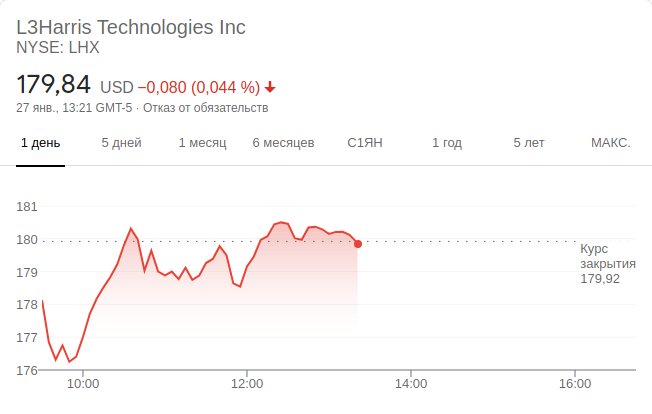 L3Harris Technologies Inc
NYSE: LHX
179,84 USD −0,080 (0,044 %)
27 янв., 13:21 GMT-5 · Отказ от обязательств
1 день 5 дней 1 месяц 6 месяцев С1ЯН 1 год 5 лет МАКС.
181
180
179
178
177
176
Курс
закрытия
179,92
10:00 12:00 14:00 16:00